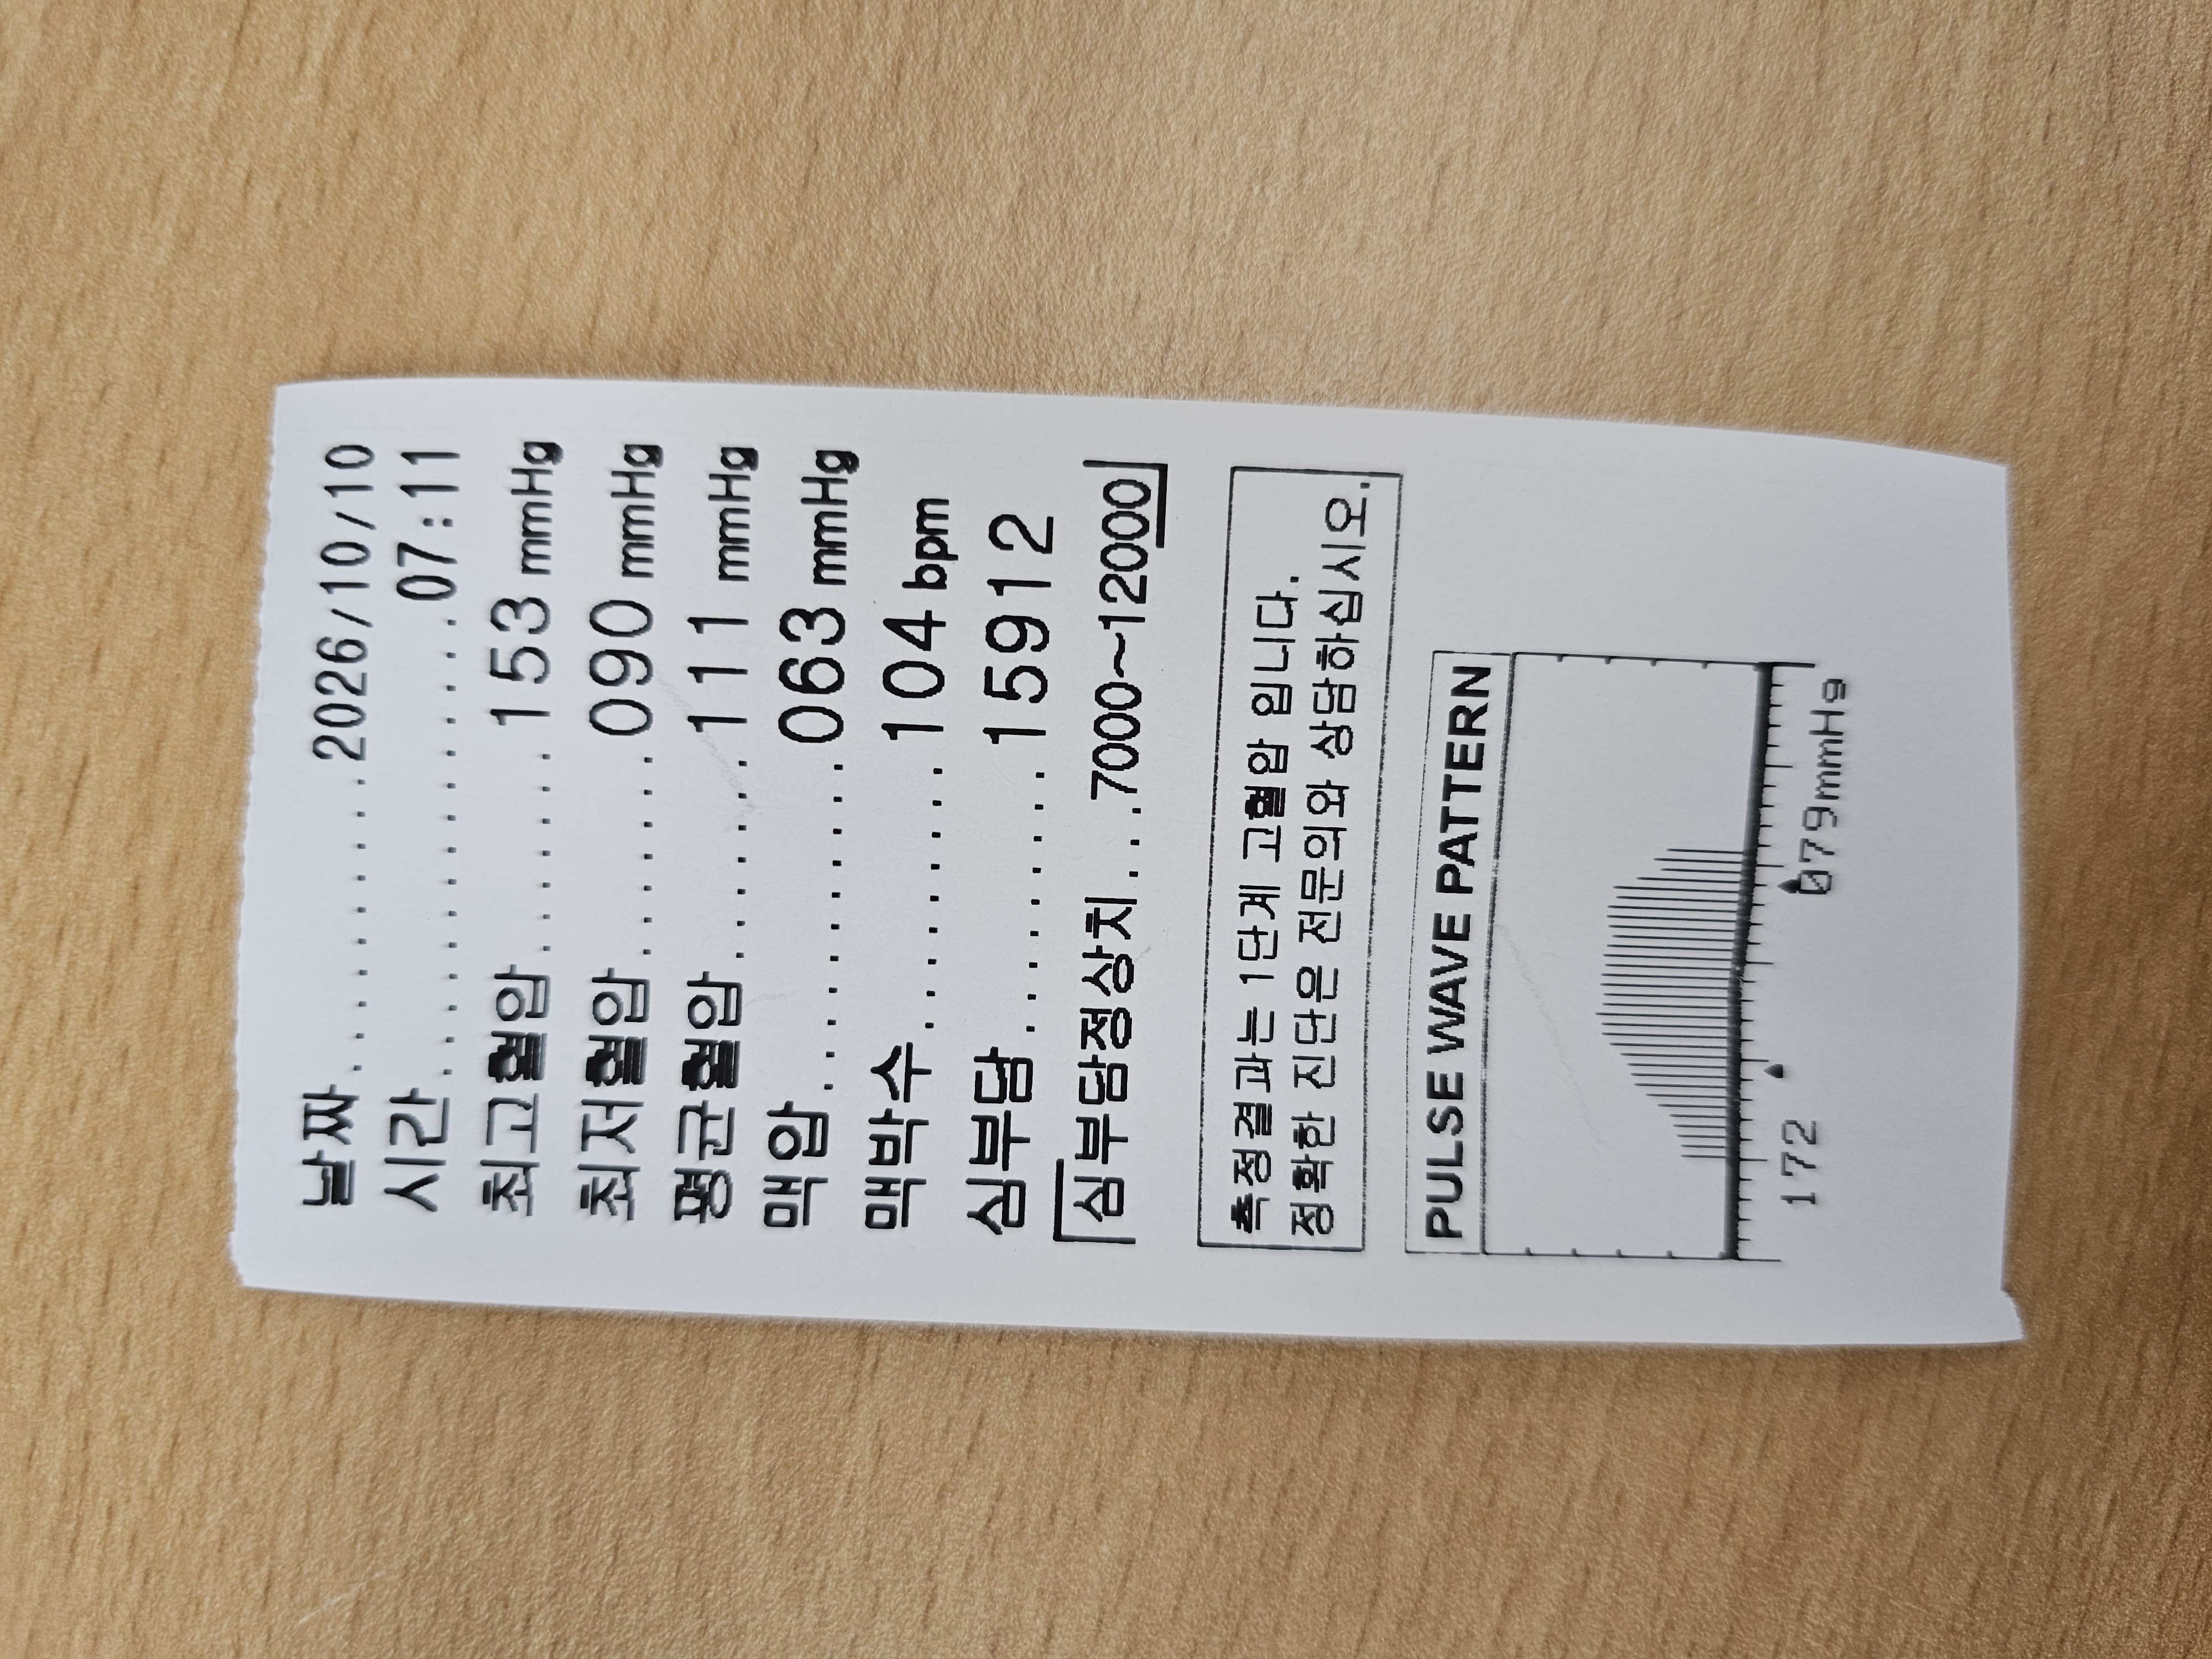 날짜..............2026/10/10
시간..................07:11
최고혈압..........153 mmHg
최저혈압.........090 mmHg
평균혈압.........111 mmHg
맥압..............063 mmHg
맥박수...........104 bpm
심부담...........15912
심부담정상치...7000~12000
측정결과는 1단계 고혈압 입니다.
정확한 진단은 전문의와 상담하십시오.
PULSE WAVE PATTERN
172 079mmHg